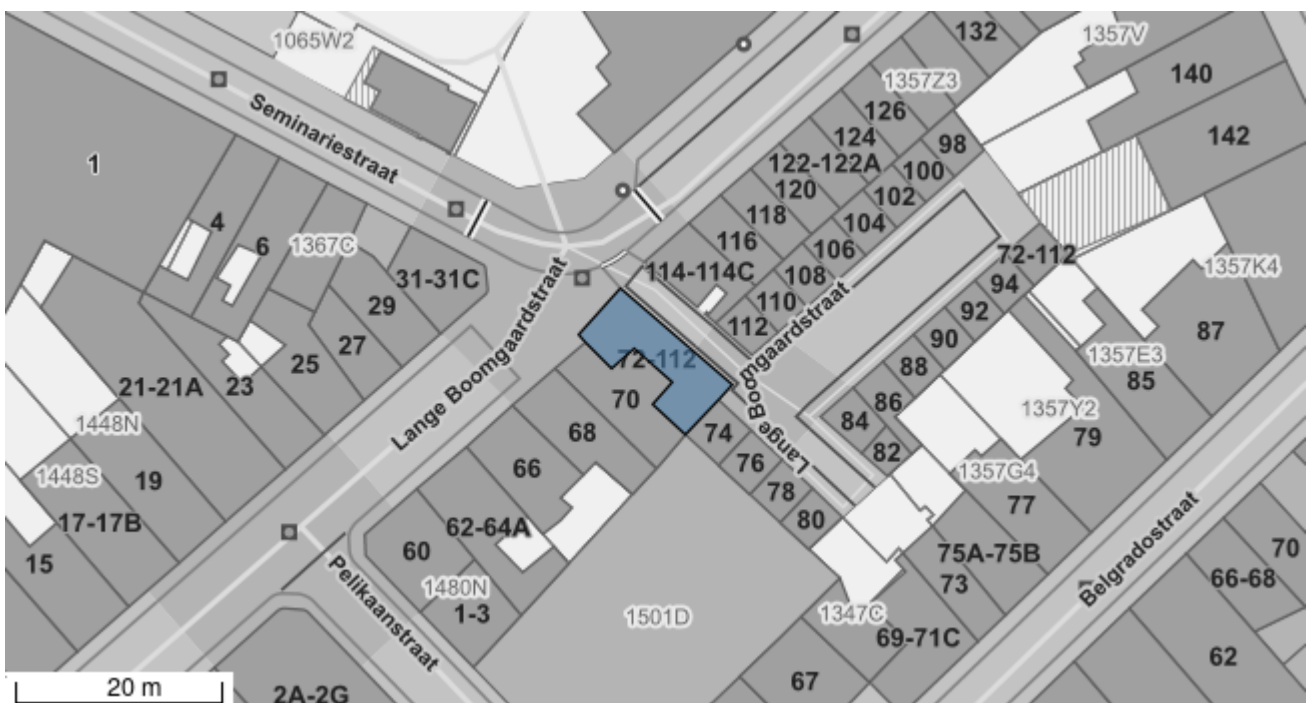 132
1357V
1065W2
140
1357Z3
126
Seminariestraat
142
124
98
122-122A
100
1
120
102
118
104
4
6
116
106
1367C
72-112
1357K4
31-31C
114-114C
108
94
29
110
92
112
87
Lange Boomgaardstraat
27
90
1357E3
25
72-112
88
85
21-21A
23
70
86
1357Y2
84
1448N
68
74
79
82
Lange Boomgaardstraat
66
76
1357G4
1448S
19
78
77
17-17B
62-64A
80
75A-75B
70
15
60
73
66-68
Belgradostraat
1480N
1-3
1501D
1347C
Pelikaanstraat
69-71C
62
67
20 m
2A-2G